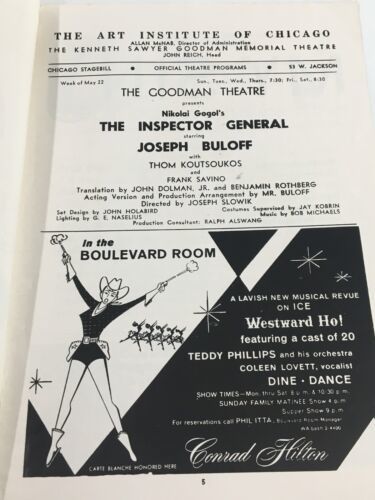 THE ART INSTITUTE OF CHICAGO
ALLAN McNAB, Director of Administration
THE KENNETH SAWYER GOODMAN MEMORIAL THEATRE
JOHN REICH, Head
CHICAGO STAGEBILL • OFFICIAL THEATRE PROGRAMS • 53 W. JACKSON
Week of May 22 Sun., Tues., Wed., Thurs., 7:30; Fri., Sat., 8:30
THE GOODMAN THEATRE
presents
Nikolai Gogol's
THE INSPECTOR GENERAL
starring
JOSEPH BULOFF
with
THOM KOUTSOUKOS
and
FRANK SAVINO
Translation by JOHN DOLMAN, JR. and BENJAMIN ROTHBERG
Acting Version and Production Arrangement by MR. BULOFF
Directed by JOSEPH SLOWIK
Set Design by JOHN HOLABIRD Costumes Supervised by JAY KOBRIN
Lighting by G. E. NASELIUS Music by BOB MICHAELS
Production Consultant: RALPH ALSWANG
In the
BOULEVARD ROOM
A LAVISH NEW MUSICAL REVUE
on ICE
Westward Ho!
featuring a cast of 20
TEDDY PHILLIPS and his orchestra
COLEEN LOVETT, vocalist
DINE • DANCE
SHOW TIMES — Mon. thru Sat. 8 p.m. & 10:30 p.m.
SUNDAY FAMILY MATINEE Show 4 p.m.
Supper Show 9 p.m.
For reservations call PHIL ITTA, Boulevard Room Manager
WA bash 2-4400
Conrad Hilton
CARTE BLANCHE HONORED HERE
5